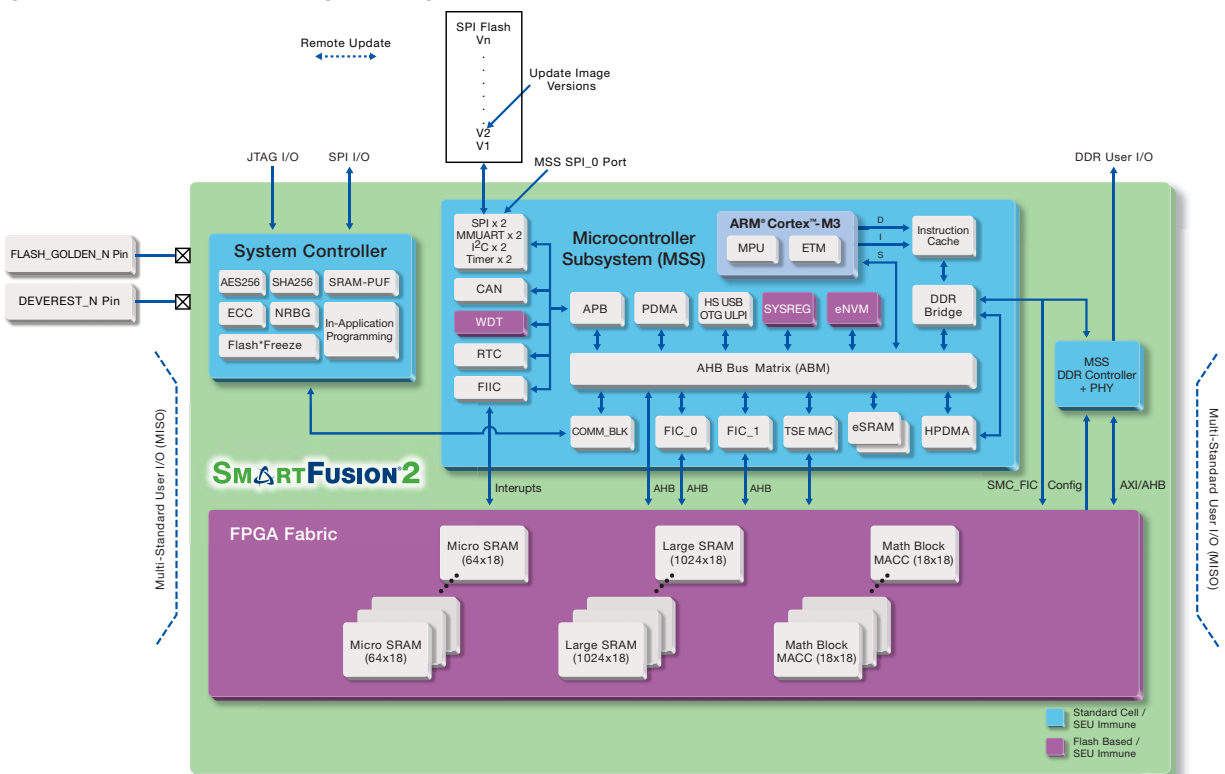 SPI Flash
Vn
.
.
.
.
.
.
V2
V1
Remote Update
Update Image
Versions
MSS SPI_0 Port
JTAG I/O
SPI I/O
DDR User I/O
FLASH_GOLDEN_N Pin
DEVEREST_N Pin
System Controller
AES256
SHA256
SRAM-PUF
ECC
NRBG
In-Application
Programming
Flash*Freeze
SPI x 2
MMUART x 2
I2C x 2
Timer x 2
CAN
WDT
RTC
FIIC
Microcontroller
Subsystem (MSS)
ARM® Cortex™-M3
MPU
ETM
D
I
S
Instruction
Cache
DDR
Bridge
APB
PDMA
HS USB
OTG ULPI
SYSREG
eNVM
AHB Bus Matrix (ABM)
COMM_BLK
FIC_0
FIC_1
TSE MAC
eSRAM
HPDMA
MSS
DDR Controller
+ PHY
Multi-Standard User I/O (MISO)
Multi-Standard User I/O (MISO)
SMARTFUSION®2
Interupts
AHB
AHB
AHB
SMC_FIC
Config
AXI/AHB
FPGA Fabric
Micro SRAM
(64x18)
Large SRAM
(1024x18)
Math Block
MACC (18x18)
Micro SRAM
(64x18)
Large SRAM
(1024x18)
Math Block
MACC (18x18)
Standard Cell /
SEU Immune
Flash Based /
SEU Immune